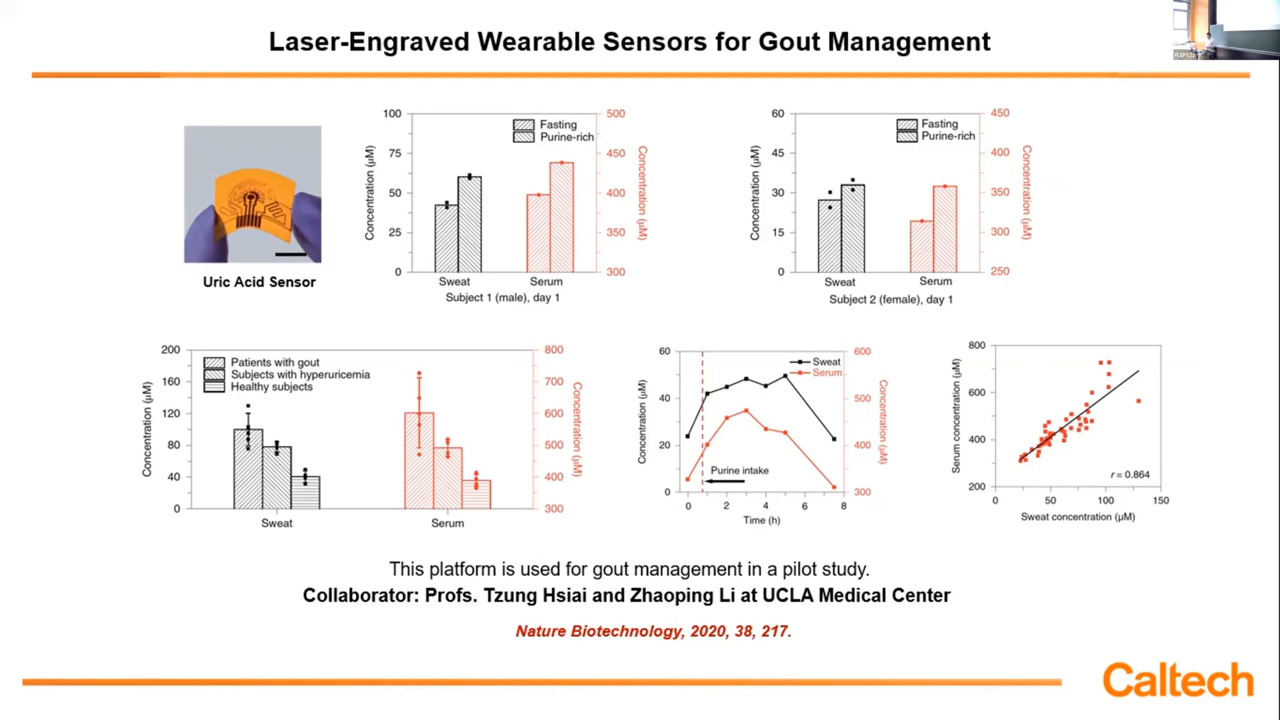 Laser-Engraved Wearable Sensors for Gout Management
Uric Acid Sensor
100
75
50
25
0
Concentration (µM)
Fasting
Purine-rich
500
450
400
350
300
Concentration (µM)
Sweat
Serum
Subject 1 (male), day 1
60
45
30
15
0
Concentration (µM)
Fasting
Purine-rich
450
400
350
300
250
Concentration (µM)
Sweat
Serum
Subject 2 (female), day 1
200
160
120
80
40
0
Concentration (µM)
Patients with gout
Subjects with hyperuricemia
Healthy subjects
800
700
600
500
400
300
Concentration (µM)
Sweat
Serum
60
40
20
0
Concentration (µM)
Sweat
Serum
Purine intake
600
500
400
300
Concentration (µM)
0 2 4 6 8
Time (h)
800
600
400
200
Serum concentration (µM)
r = 0.864
0 50 100 150
Sweat concentration (µM)
This platform is used for gout management in a pilot study.
Collaborator: Profs. Tzung Hsiai and Zhaoping Li at UCLA Medical Center
Nature Biotechnology, 2020, 38, 217.
Caltech